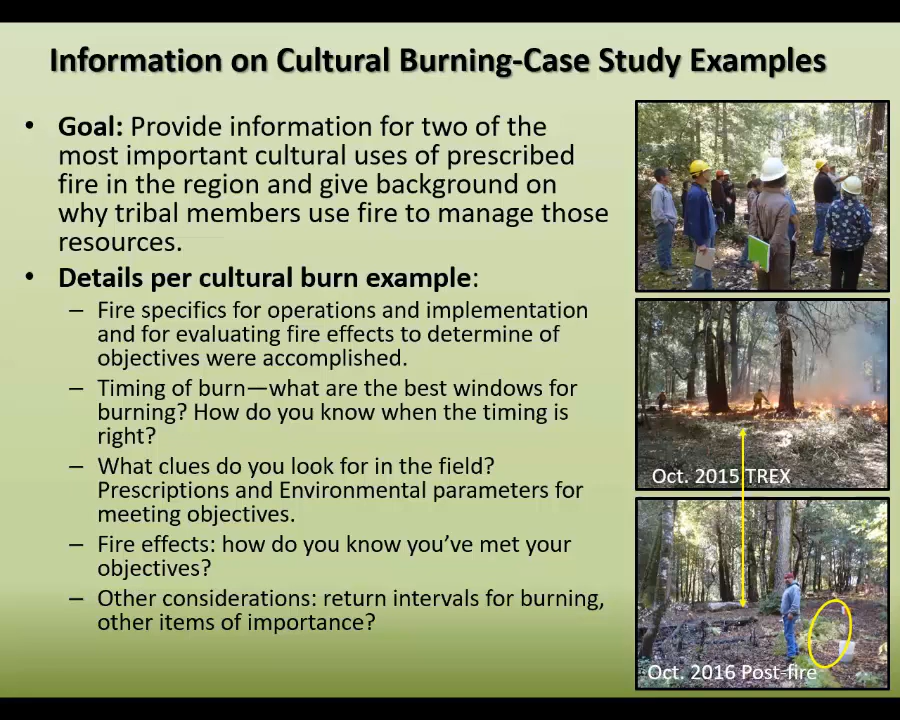 Information on Cultural Burning-Case Study Examples
• Goal: Provide information for two of the
most important cultural uses of prescribed
fire in the region and give background on
why tribal members use fire to manage those
resources.
• Details per cultural burn example:
– Fire specifics for operations and implementation
and for evaluating fire effects to determine of
objectives were accomplished.
– Timing of burn—what are the best windows for
burning? How do you know when the timing is
right?
– What clues do you look for in the field?
Prescriptions and Environmental parameters for
meeting objectives.
– Fire effects: how do you know you’ve met your
objectives?
– Other considerations: return intervals for burning,
other items of importance?
Oct. 2015 TREX
Oct. 2016 Post-fire